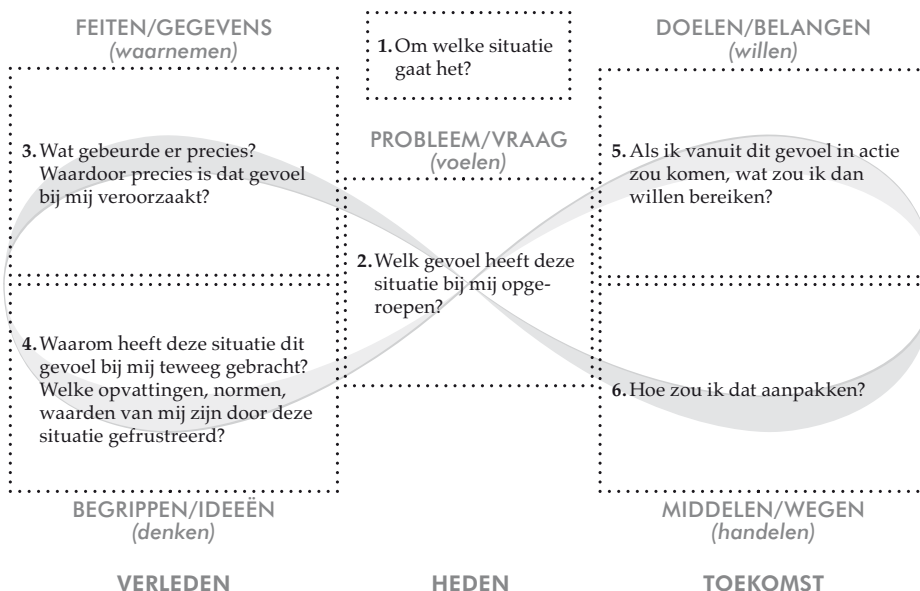 FEITEN/GEGEVENS
(waarnemen)
1. Om welke situatie
gaat het?
DOELEN/BELANGEN
(willen)
PROBLEEM/VRAAG
(voelen)
3. Wat gebeurde er precies?
Waardoor precies is dat gevoel
bij mij veroorzaakt?
5. Als ik vanuit dit gevoel in actie
zou komen, wat zou ik dan
willen bereiken?
2. Welk gevoel heeft deze
situatie bij mij opge-
roepen?
4. Waarom heeft deze situatie dit
gevoel bij mij teweeg gebracht?
Welke opvattingen, normen,
waarden van mij zijn door deze
situatie gefrustreerd?
6. Hoe zou ik dat aanpakken?
BEGRIPPEN/IDEEËN
(denken)
MIDDELEN/WEGEN
(handelen)
VERLEDEN
HEDEN
TOEKOMST